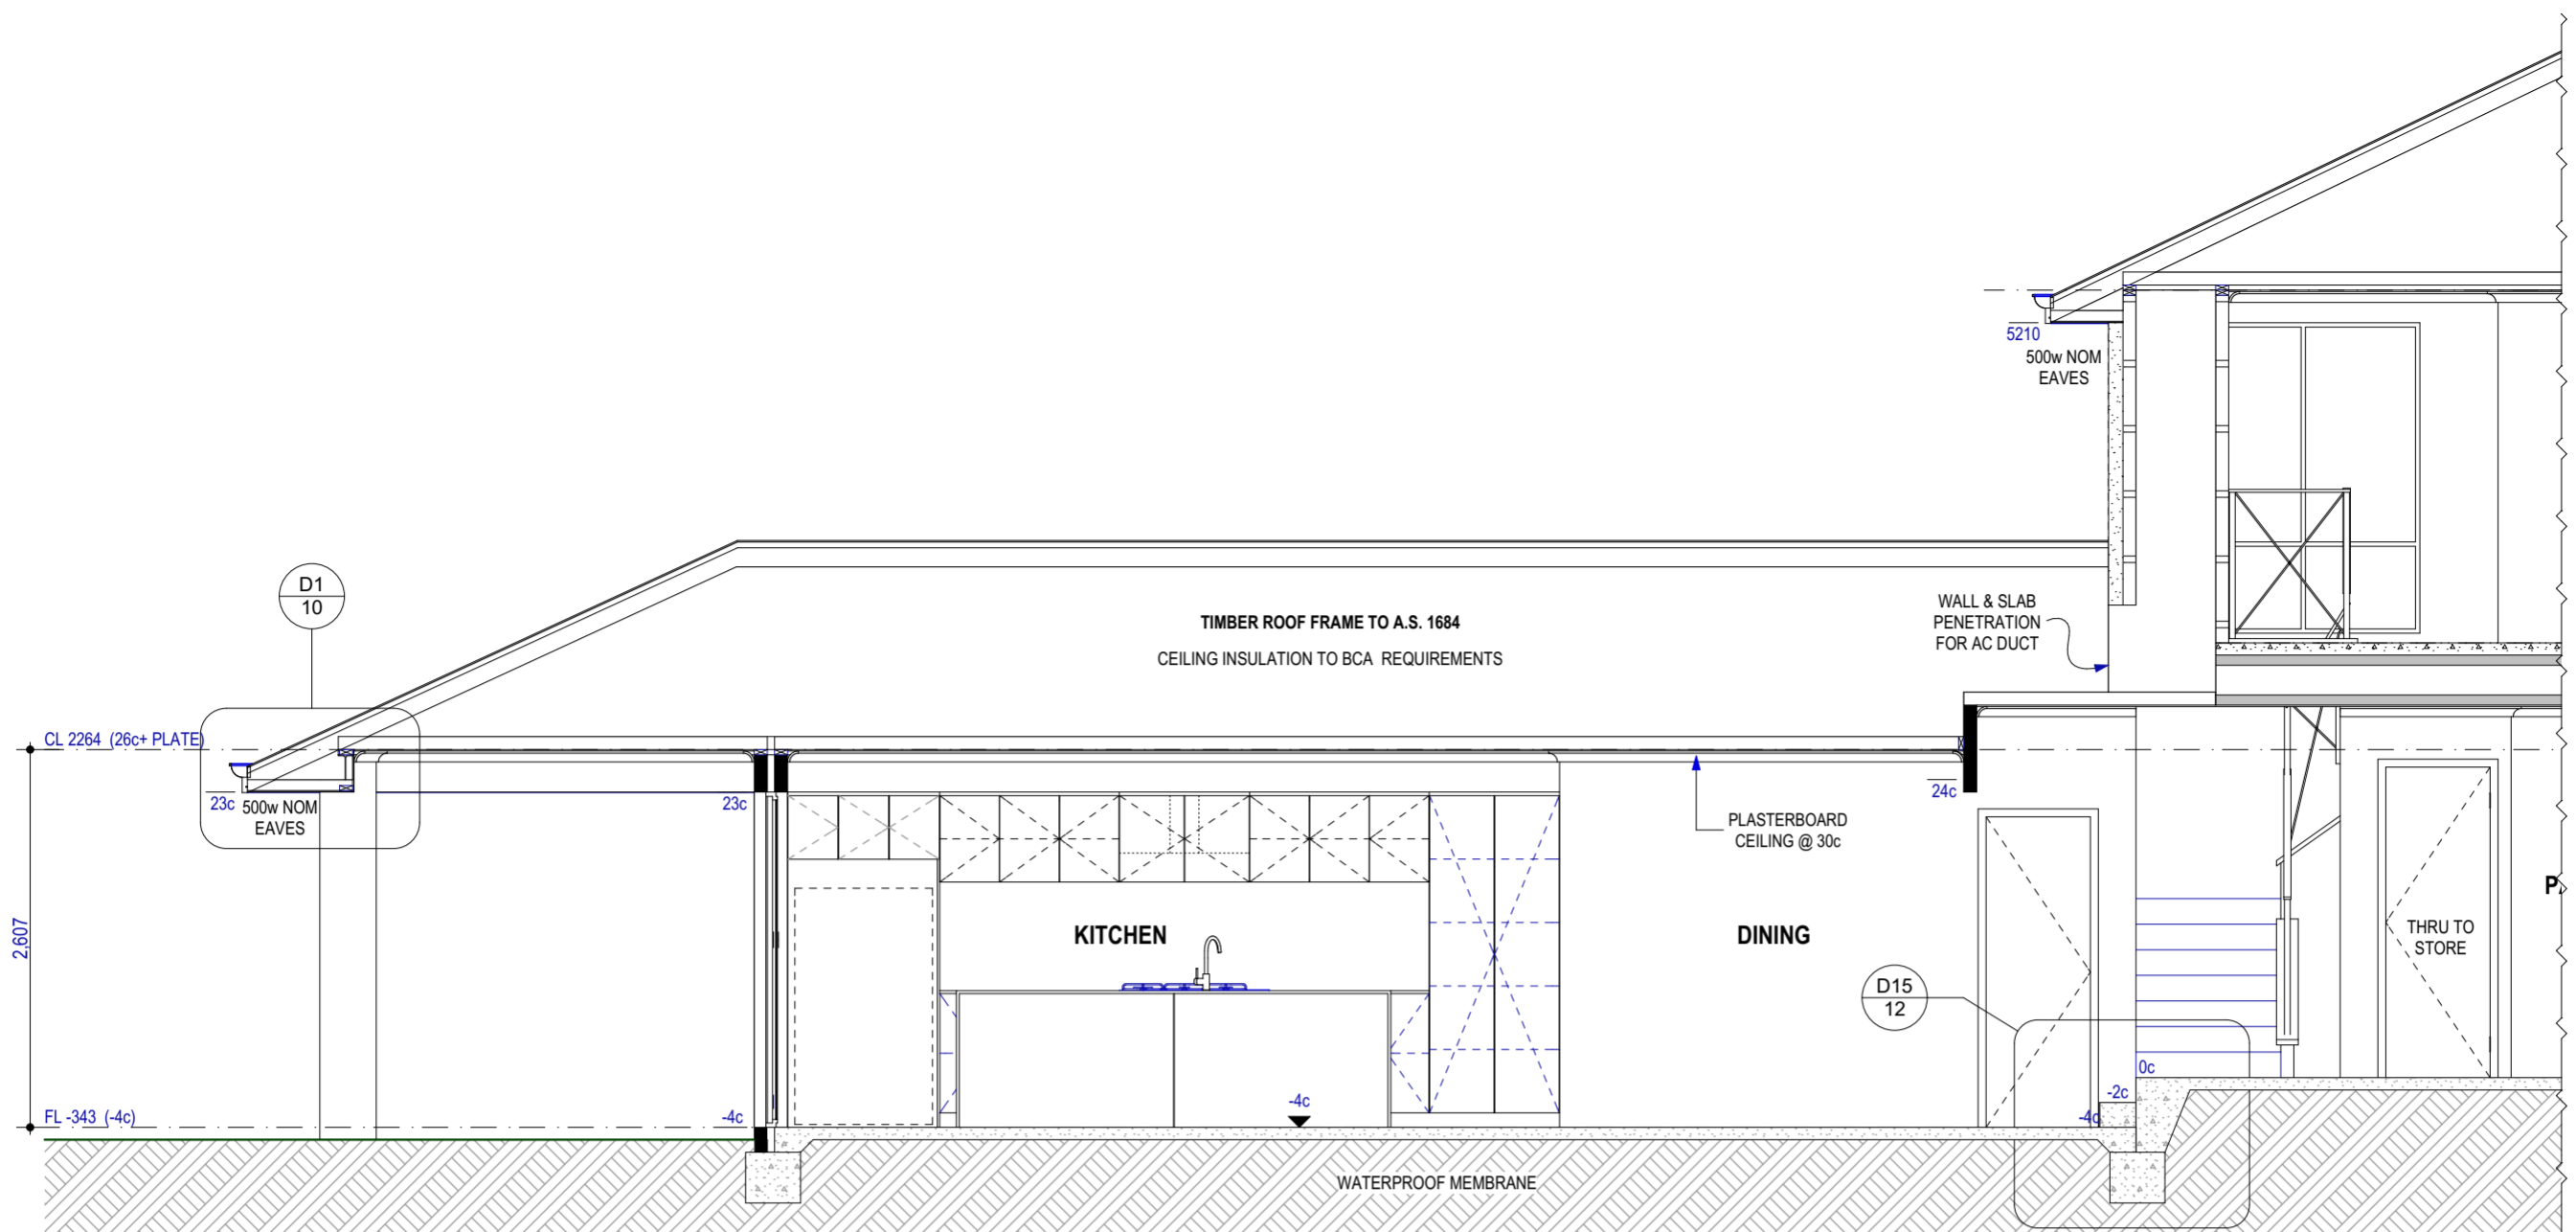 5210
500w NOM
EAVES
D1
10
TIMBER ROOF FRAME TO A.S. 1684
CEILING INSULATION TO BCA REQUIREMENTS
WALL & SLAB
PENETRATION
FOR AC DUCT
CL 2264 (26c+ PLATE)
23c
500w NOM
EAVES
23c
24c
PLASTERBOARD
CEILING @ 30c
2,607
KITCHEN
DINING
THRU TO
STORE
D15
12
0c
-2c
-4c
FL -343 (-4c)
-4c
-4c
WATERPROOF MEMBRANE